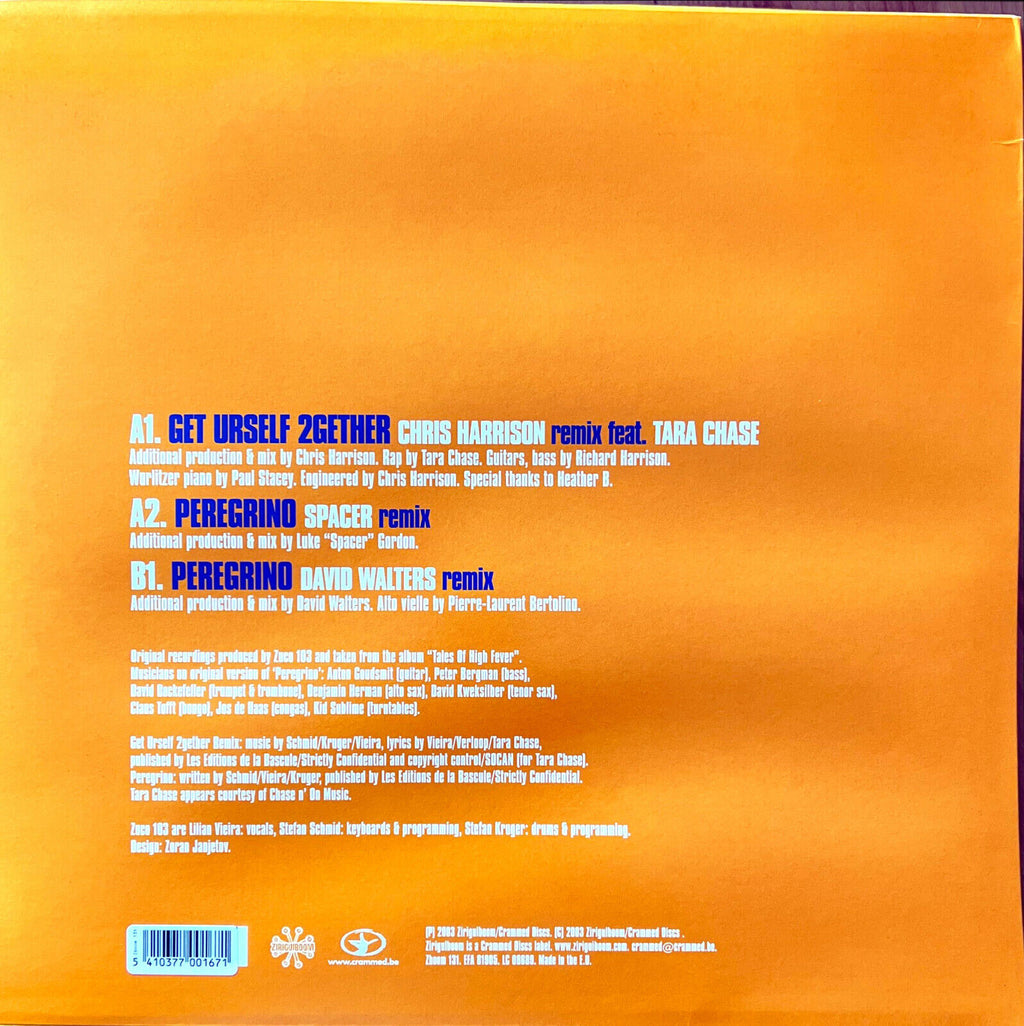 A1. GET URSELF 2GETHER CHRIS HARRISON remix feat. TARA CHASE
Additional production & mix by Chris Harrison. Rap by Tara Chase. Guitars, bass by Richard Harrison.
Wurlitzer piano by Paul Stacey. Engineered by Chris Harrison. Special thanks to Heather B.
A2. PEREGRINO SPACER remix
Additional production & mix by Luke “Spacer” Gordon.
B1. PEREGRINO DAVID WALTERS remix
Additional production & mix by David Walters. Alto vielle by Pierre-Laurent Bertolino.
Original recordings produced by Zuco 103 and taken from the album “Tales Of High Fever”.
Musicians on original version of ‘Peregrino’: Anton Goudsmit (guitar), Peter Bergman (bass),
David Rockefeller (trumpet & trombone), Benjamin Herman (alto sax), David Kweksilber (tenor sax),
Claus Tofft (bongo), Jos de Haas (congas), Kid Sublime (turntables).
Get Urself 2gether Remix: music by Schmid/Kruger/Vieira, lyrics by Vieira/Verloop/Tara Chase,
published by Les Editions de la Bascule/Strictly Confidential and copyright control/SOCAN (for Tara Chase).
Peregrino: written by Schmid/Vieira/Kruger, published by Les Editions de la Bascule/Strictly Confidential.
Tara Chase appears courtesy of Chase n’ On Music.
Zuco 103 are Lilian Vieira: vocals, Stefan Schmid: keyboards & programming, Stefan Kruger: drums & programming.
Design: Zoran Janjetov.
Zboom 131
5 410377 001671
ZIRIGUIBOOM
www.crammed.be
(P) 2003 Ziriguiboom/Crammed Discs. (C) 2003 Ziriguiboom/Crammed Discs .
Ziriguiboom is a Crammed Discs label. www.ziriguiboom.com. crammed@crammed.be.
Zboom 131. EFA 81805. LC 08689. Made in the E.U.